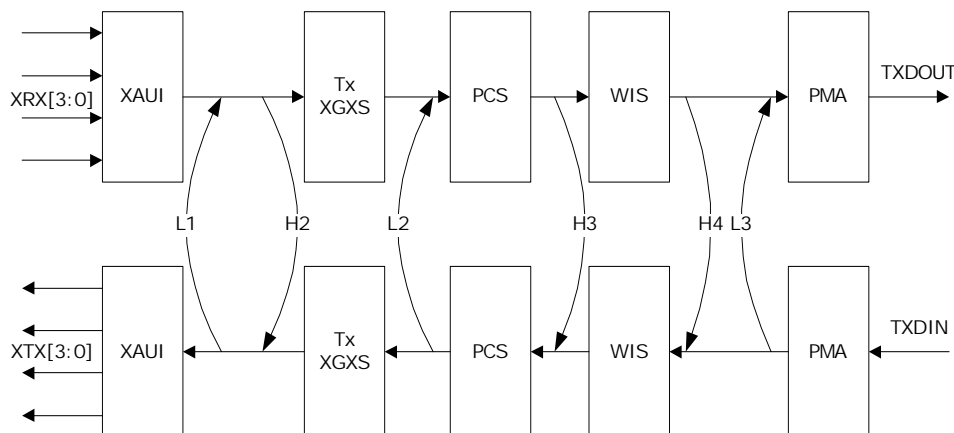 XRX[3:0]
XAUI
Tx
XGXS
PCS
WIS
PMA
TXDOUT
L1
H2
L2
H3
H4
L3
XTX[3:0]
XAUI
Tx
XGXS
PCS
WIS
PMA
TXDIN